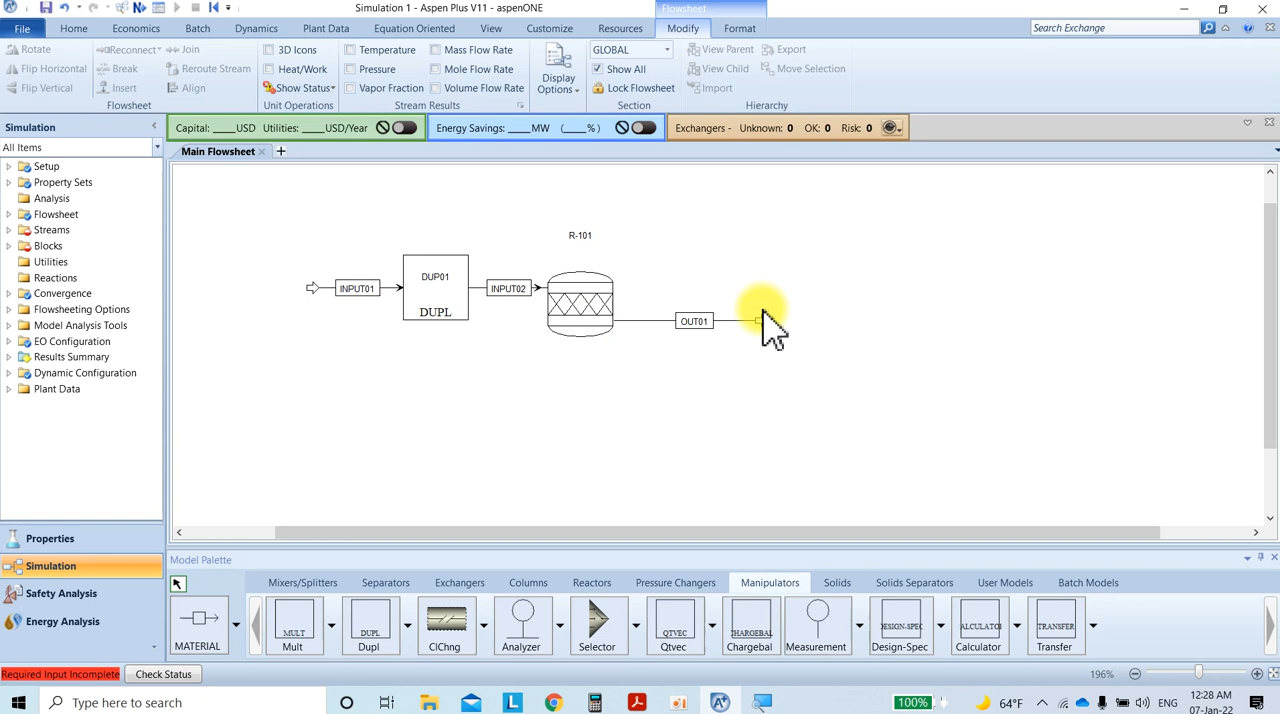 Simulation 1 - Aspen Plus V11 - aspenONE
Flowsheet
File Home Economics Batch Dynamics Plant Data Equation Oriented View Customize Resources Modify Format Search Exchange
Rotate Reconnect Join 3D Icons Temperature Mass Flow Rate GLOBAL View Parent Export
Flip Horizontal Break Reroute Stream Heat/Work Pressure Mole Flow Rate Show All View Child Move Selection
Flip Vertical Insert Align Show Status Vapor Fraction Volume Flow Rate Display Options Lock Flowsheet Import
Flowsheet Unit Operations Stream Results Section Hierarchy
Simulation Capital: ____USD Utilities: ____USD/Year Energy Savings: ____MW (____%) Exchangers - Unknown: 0 OK: 0 Risk: 0
All Items Main Flowsheet
Setup
Property Sets
Analysis
Flowsheet
Streams
Blocks
Utilities
Reactions
Convergence
Flowsheeting Options
Model Analysis Tools
EO Configuration
Results Summary
Dynamic Configuration
Plant Data
R-101
DUP01
INPUT01
INPUT02
DUPL
OUT01
Properties
Simulation
Safety Analysis
Energy Analysis
Model Palette
Mixers/Splitters Separators Exchangers Columns Reactors Pressure Changers Manipulators Solids Solids Separators User Models Batch Models
MULT DUPL QTVEC CHARGEBAL DESIGN-SPEC CALCULATOR TRANSFER
MATERIAL Mult Dupl ClChng Analyzer Selector Qtvec Chargebal Measurement Design-Spec Calculator Transfer
Required Input Incomplete Check Status 196%
Type here to search 100% 64°F ENG 12:28 AM
07-Jan-22